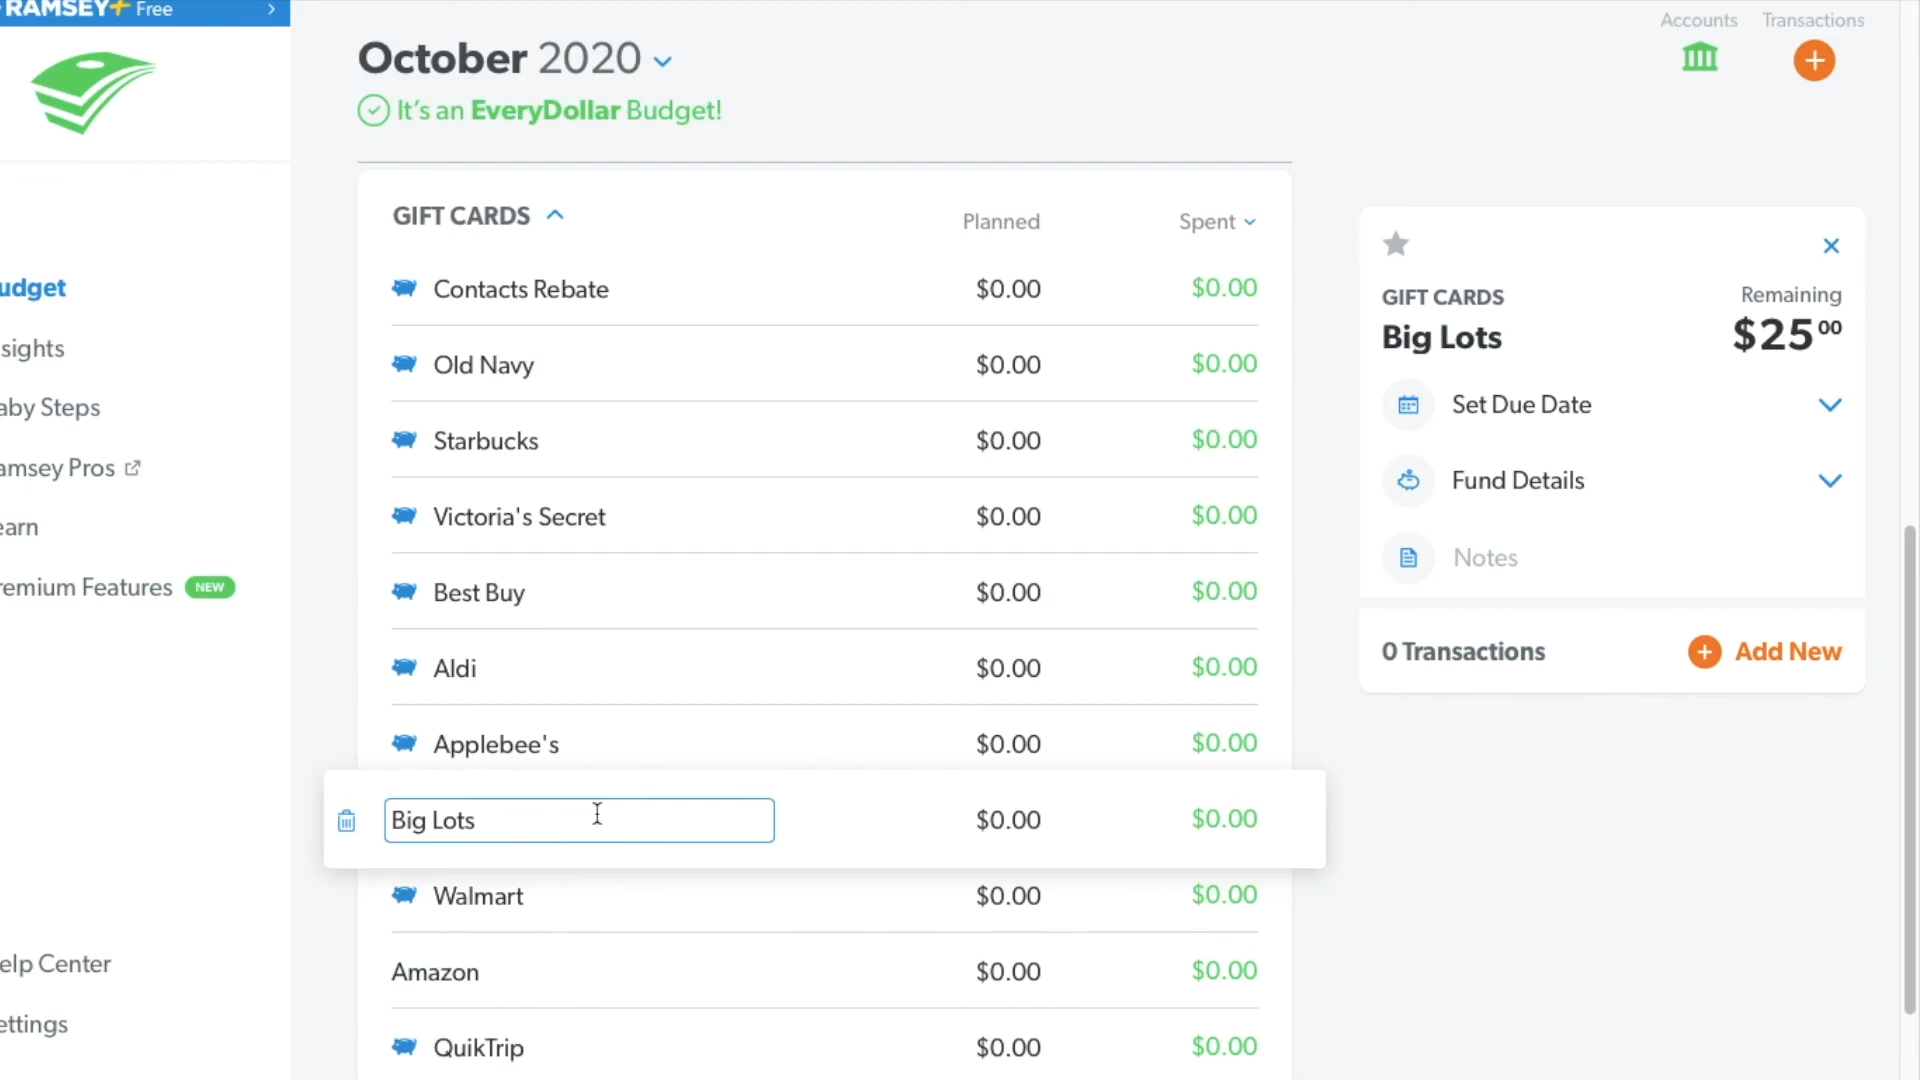 RAMSEY+ Free
udget
sights
aby Steps
amsey Pros
earn
remium Features NEW
elp Center
ettings
October 2020
It's an EveryDollar Budget!
Accounts Transactions
GIFT CARDS Planned Spent
Contacts Rebate $0.00 $0.00
Old Navy $0.00 $0.00
Starbucks $0.00 $0.00
Victoria's Secret $0.00 $0.00
Best Buy $0.00 $0.00
Aldi $0.00 $0.00
Applebee's $0.00 $0.00
Big Lots $0.00 $0.00
Walmart $0.00 $0.00
Amazon $0.00 $0.00
QuikTrip $0.00 $0.00
GIFT CARDS Remaining
Big Lots $25 00
Set Due Date
Fund Details
Notes
0 Transactions Add New